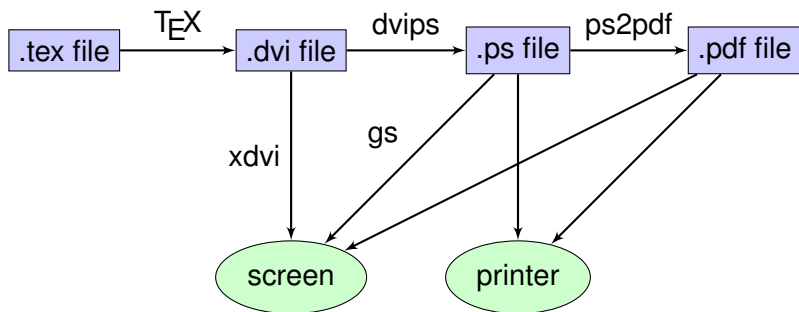 TEX
dvips
ps2pdf
.tex file
.dvi file
.ps file
.pdf file
xdvi
gs
screen
printer